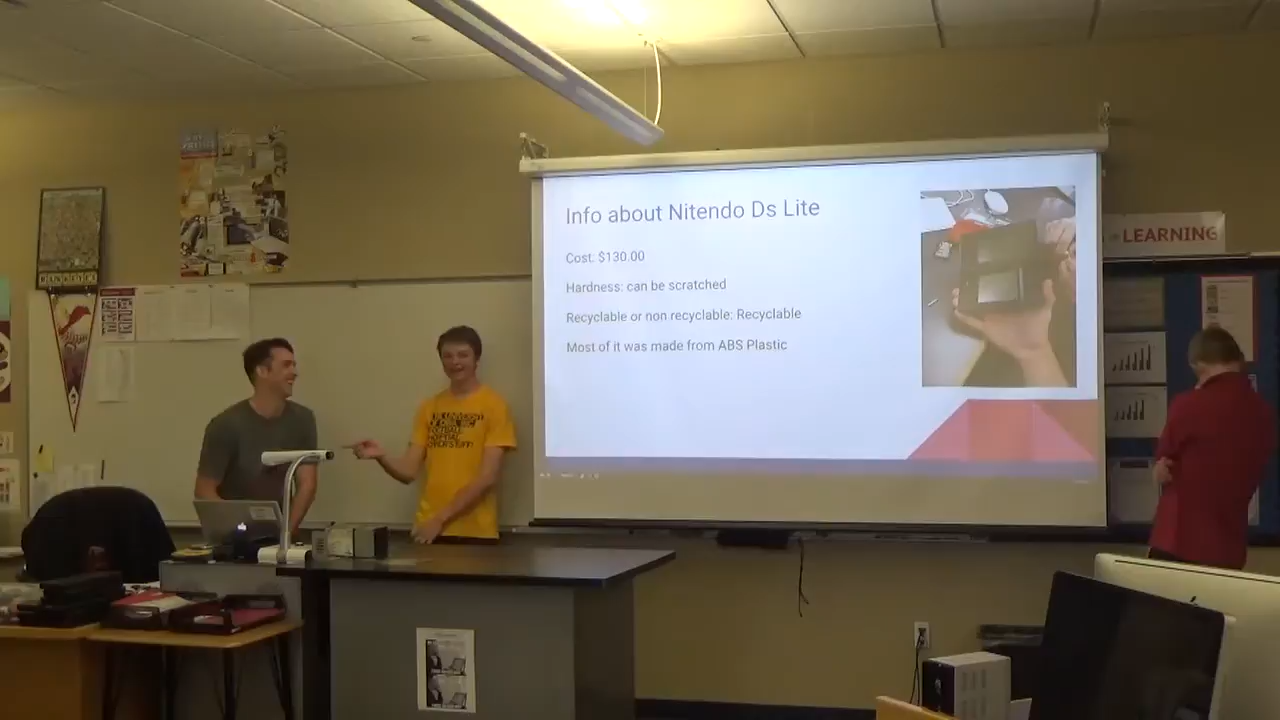 Info about Nitendo Ds Lite
Cost: $130.00
Hardness: can be scratched
Recyclable or non recyclable: Recyclable
Most of it was made from ABS Plastic
LEARNING